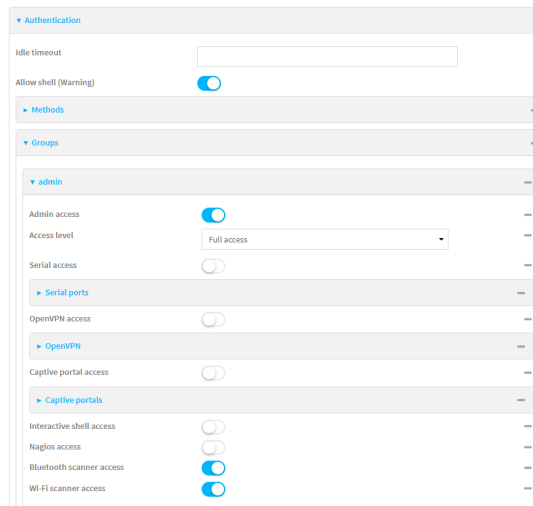 Authentication
Idle timeout
Allow shell (Warning)
Methods
Groups
admin
Admin access
Access level
Full access
Serial access
Serial ports
OpenVPN access
OpenVPN
Captive portal access
Captive portals
Interactive shell access
Nagios access
Bluetooth scanner access
Wi-Fi scanner access